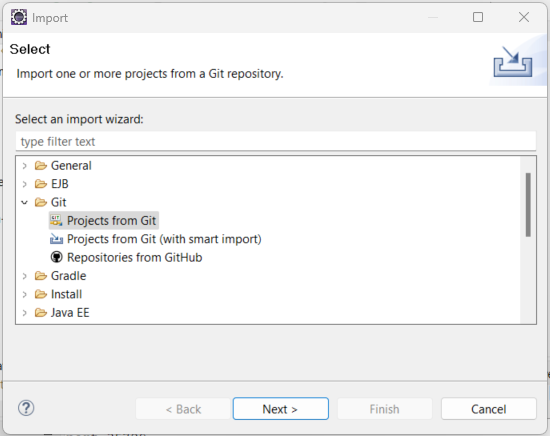 Import
Select
Import one or more projects from a Git repository.
Select an import wizard:
type filter text
General
EJB
Git
Projects from Git
Projects from Git (with smart import)
Repositories from GitHub
Gradle
Install
Java EE
? < Back Next > Finish Cancel